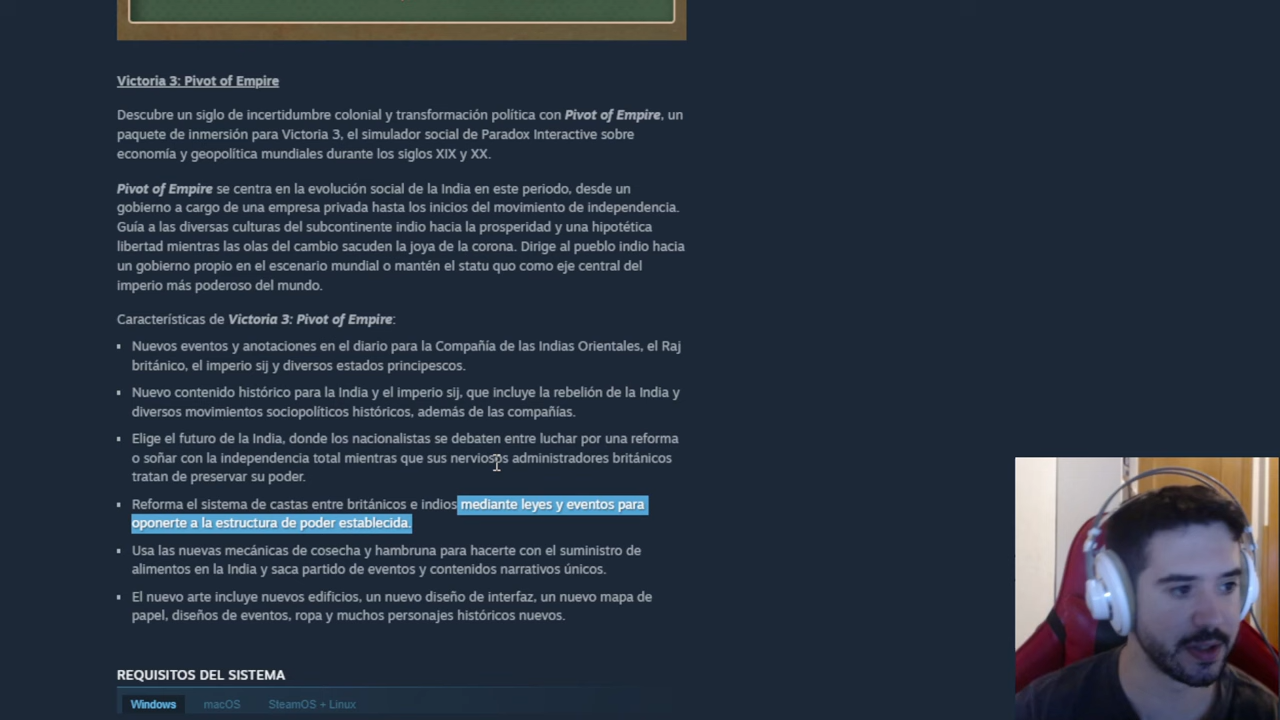 Victoria 3: Pivot of Empire
Descubre un siglo de incertidumbre colonial y transformación política con Pivot of Empire, un
paquete de inmersión para Victoria 3, el simulador social de Paradox Interactive sobre
economía y geopolítica mundiales durante los siglos XIX y XX.
Pivot of Empire se centra en la evolución social de la India en este periodo, desde un
gobierno a cargo de una empresa privada hasta los inicios del movimiento de independencia.
Guía a las diversas culturas del subcontinente indio hacia la prosperidad y una hipotética
libertad mientras las olas del cambio sacuden la joya de la corona. Dirige al pueblo indio hacia
un gobierno propio en el escenario mundial o mantén el statu quo como eje central del
imperio más poderoso del mundo.
Características de Victoria 3: Pivot of Empire:
▪ Nuevos eventos y anotaciones en el diario para la Compañía de las Indias Orientales, el Raj
británico, el imperio sij y diversos estados principescos.
▪ Nuevo contenido histórico para la India y el imperio sij, que incluye la rebelión de la India y
diversos movimientos sociopolíticos históricos, además de las compañías.
▪ Elige el futuro de la India, donde los nacionalistas se debaten entre luchar por una reforma
o soñar con la independencia total mientras que sus nerviosos administradores británicos
tratan de preservar su poder.
▪ Reforma el sistema de castas entre británicos e indios mediante leyes y eventos para
oponerte a la estructura de poder establecida.
▪ Usa las nuevas mecánicas de cosecha y hambruna para hacerte con el suministro de
alimentos en la India y saca partido de eventos y contenidos narrativos únicos.
▪ El nuevo arte incluye nuevos edificios, un nuevo diseño de interfaz, un nuevo mapa de
papel, diseños de eventos, ropa y muchos personajes históricos nuevos.
REQUISITOS DEL SISTEMA
Windows macOS SteamOS + Linux